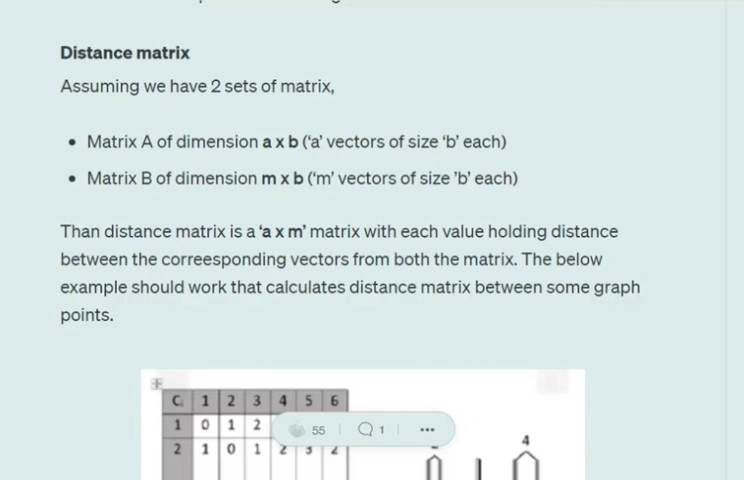 Distance matrix
Assuming we have 2 sets of matrix,
• Matrix A of dimension a x b (‘a’ vectors of size ‘b’ each)
• Matrix B of dimension m x b (‘m’ vectors of size ’b’ each)
Than distance matrix is a ‘a x m’ matrix with each value holding distance
between the correesponding vectors from both the matrix. The below
example should work that calculates distance matrix between some graph
points.
C 1 2 3 4 5 6
1 0 1 2
55 1 ...
4
2 1 0 1 2 3 2